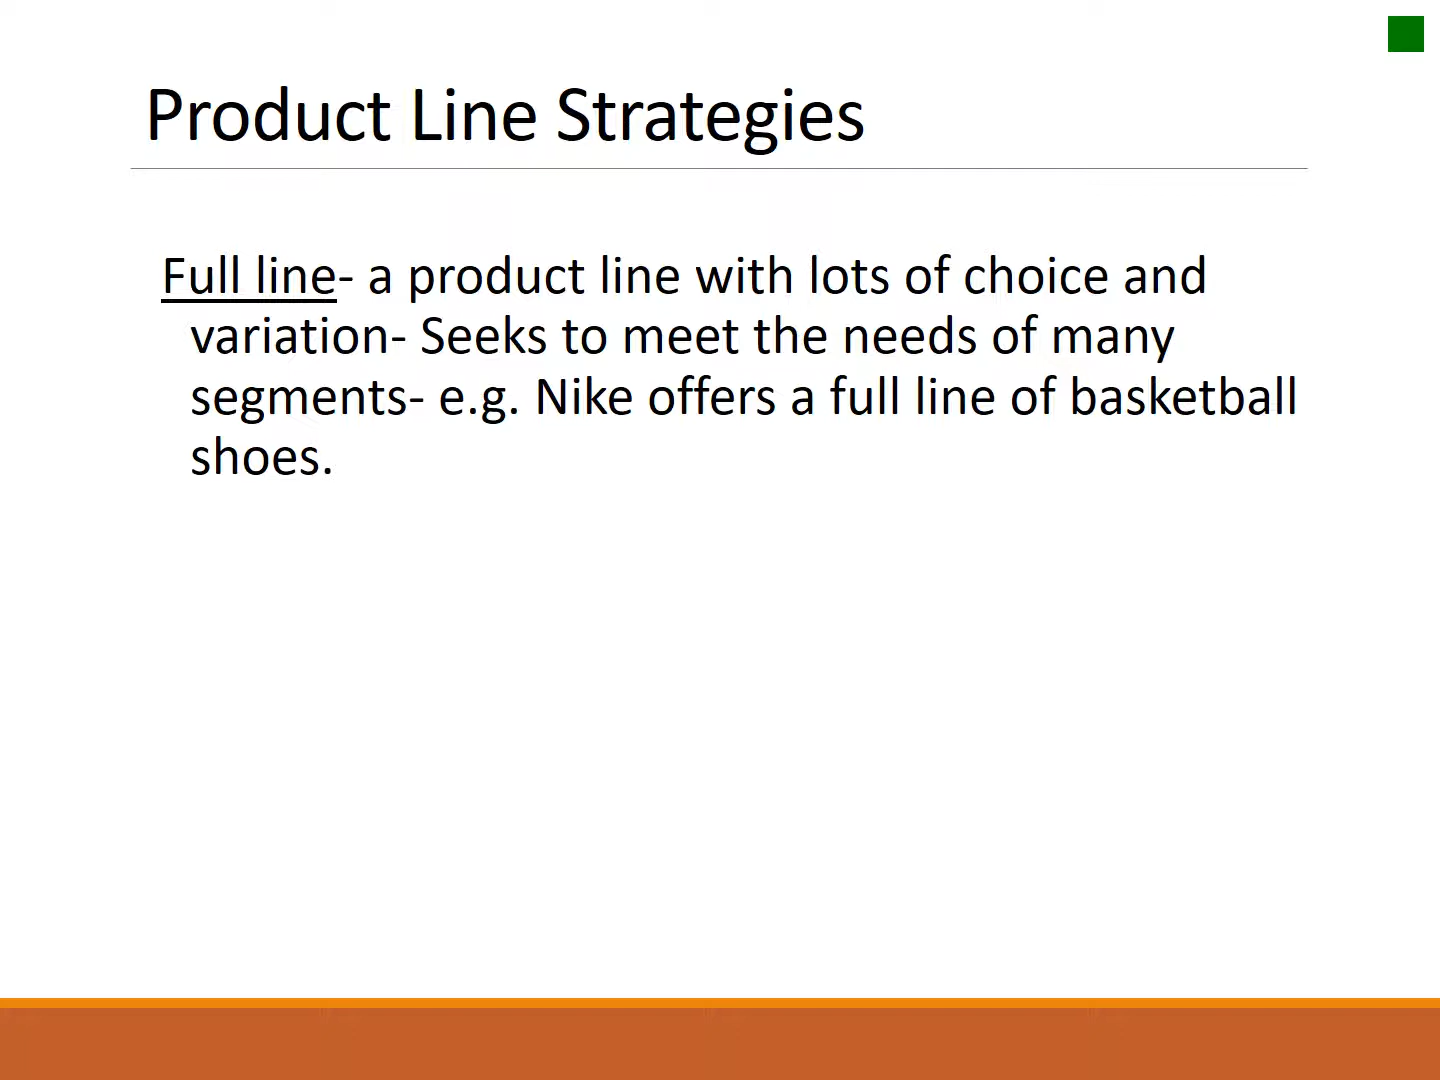 Product Line Strategies
Full line- a product line with lots of choice and
variation- Seeks to meet the needs of many
segments- e.g. Nike offers a full line of basketball
shoes.